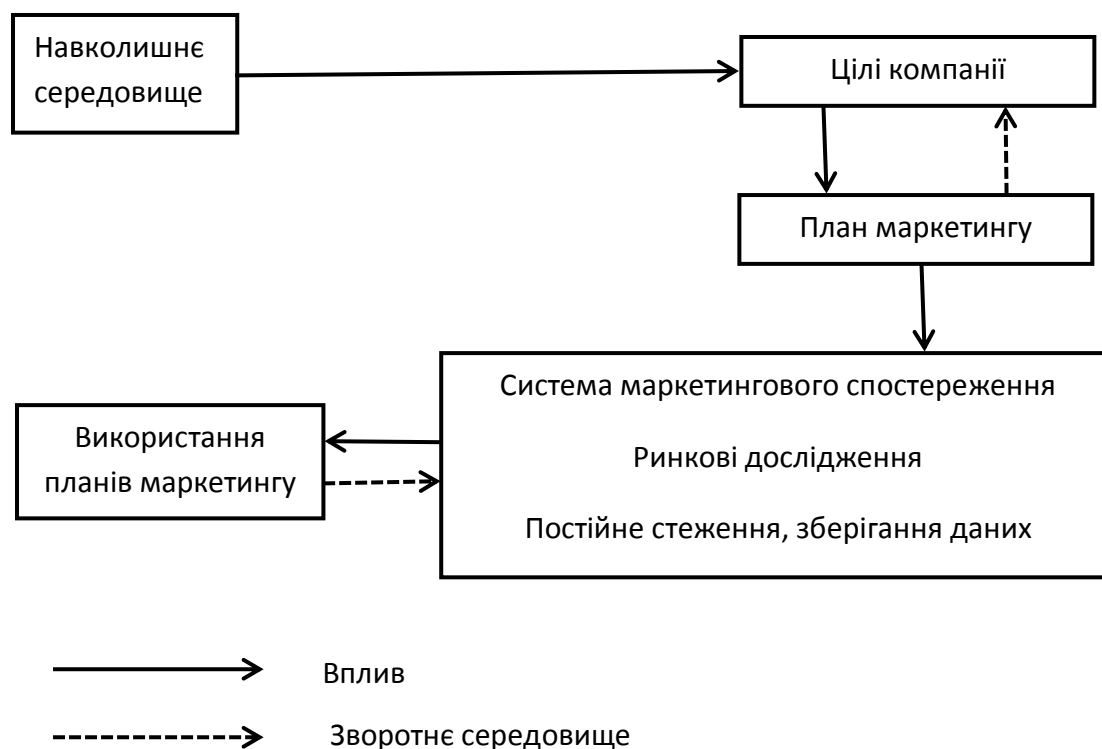 Навколишнє
середовище
Цілі компанії
План маркетингу
Система маркетингового спостереження
Ринкові дослідження
Постійне стеження, зберігання даних
Використання
планів маркетингу
Вплив
Зворотнє середовище